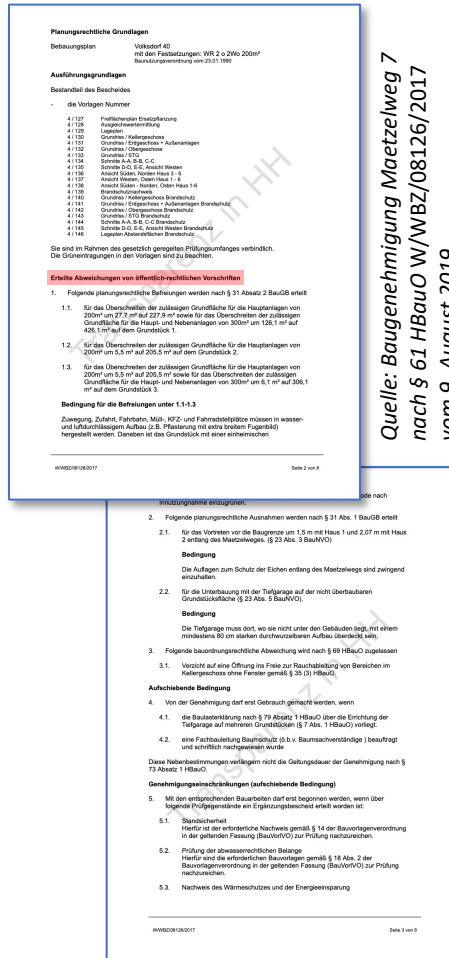 Planungsrechtliche Grundlagen
Bebauungsplan Volksdorf 40
mit den Festsetzungen: WR 2 o 2Wo 200m²
Baunutzungsverordnung vom 23.01.1990
Ausführungsgrundlagen
Bestandteil des Bescheides
- die Vorlagen Nummer
4 / 127 Freiflächenplan Ersatzpflanzung
4 / 128 Ausgleichswertermittlung
4 / 129 Lageplan
4 / 130 Grundriss / Kellergeschoss
4 / 131 Grundriss / Erdgeschoss + Außenanlagen
4 / 132 Grundriss / Obergeschoss
4 / 133 Grundriss / STG
4 / 134 Schnitte A-A, B-B, C-C
4 / 135 Schnitte D-D, E-E, Ansicht Westen
4 / 136 Ansicht Süden, Norden Haus 3 - 6
4 / 137 Ansicht Westen, Osten Haus 1 - 6
4 / 138 Ansicht Süden - Norden, Osten Haus 1-6
4 / 139 Brandschutznachweis
4 / 140 Grundriss / Kellergeschoss Brandschutz
4 / 141 Grundriss / Erdgeschoss + Außenanlagen Brandschutz
4 / 142 Grundriss / Obergeschoss Brandschutz
4 / 143 Grundriss / STG Brandschutz
4 / 144 Schnitte A-A, B-B, C-C Brandschutz
4 / 145 Schnitte D-D, E-E, Ansicht Westen Brandschutz
4 / 146 Lageplan Abstandsflächen Brandschutz
Sie sind im Rahmen des gesetzlich geregelten Prüfungsumfanges verbindlich.
Die Grüneintragungen in den Vorlagen sind zu beachten.
Erteilte Abweichungen von öffentlich-rechtlichen Vorschriften
1. Folgende planungsrechtliche Befreiungen werden nach § 31 Absatz 2 BauGB erteilt
1.1. für das Überschreiten der zulässigen Grundfläche für die Hauptanlagen von
200m² um 27,7 m² auf 227,9 m² sowie für das Überschreiten der zulässigen
Grundfläche für die Haupt- und Nebenanlagen von 300m² um 126,1 m² auf
426,1 m² auf dem Grundstück 1.
1.2. für das Überschreiten der zulässigen Grundfläche für die Hauptanlagen von
200m² um 5,5 m² auf 205,5 m² auf dem Grundstück 2.
1.3. für das Überschreiten der zulässigen Grundfläche für die Hauptanlagen von
200m² um 5,5 m² auf 205,5 m² sowie für das Überschreiten der zulässigen
Grundfläche für die Haupt- und Nebenanlagen von 300m² um 6,1 m² auf 306,1
m² auf dem Grundstück 3.
Bedingung für die Befreiungen unter 1.1-1.3
Zuwegung, Zufahrt, Fahrbahn, Müll-, KFZ- und Fahrradstellplätze müssen in wasser-
und luftdurchlässigem Aufbau (z.B. Pflasterung mit extra breitem Fugenbild)
hergestellt werden. Daneben ist das Grundstück mit einer einheimischen
W/WBZ/08126/2017 Seite 2 von 8
Transparenz in HH
Quelle: Baugenehmigung Maetzelweg 7
nach § 61 HBauO W/WBZ/08126/2017
vom 9. August 2019
ode nach
Innutzungnahme einzugrünen.
2. Folgende planungsrechtliche Ausnahmen werden nach § 31 Abs. 1 BauGB erteilt
2.1. für das Vortreten vor die Baugrenze um 1,5 m mit Haus 1 und 2,07 m mit Haus
2 entlang des Maetzelweges. (§ 23 Abs. 3 BauNVO)
Bedingung
Die Auflagen zum Schutz der Eichen entlang des Maetzelwegs sind zwingend
einzuhalten.
2.2. für die Unterbauung mit der Tiefgarage auf der nicht überbaubaren
Grundstücksfläche (§ 23 Abs. 5 BauNVO).
Bedingung
Die Tiefgarage muss dort, wo sie nicht unter den Gebäuden liegt, mit einem
mindestens 80 cm starken durchwurzelbaren Aufbau überdeckt sein.
3. Folgende bauordnungsrechtliche Abweichung wird nach § 69 HBauO zugelassen
3.1. Verzicht auf eine Öffnung ins Freie zur Rauchableitung von Bereichen im
Kellergeschoss ohne Fenster gemäß § 35 (3) HBauO.
Aufschiebende Bedingung
4. Von der Genehmigung darf erst Gebrauch gemacht werden, wenn
4.1. die Baulasterklärung nach § 79 Absatz 1 HBauO über die Errichtung der
Tiefgarage auf mehreren Grundstücken (§ 7 Abs. 1 HBauO) vorliegt.
4.2. eine Fachbauleitung Baumschutz (ö.b.v. Baumsachverständige ) beauftragt
und schriftlich nachgewiesen wurde
Diese Nebenbestimmungen verlängern nicht die Geltungsdauer der Genehmigung nach §
73 Absatz 1 HBauO.
Genehmigungseinschränkungen (aufschiebende Bedingung)
5. Mit den entsprechenden Bauarbeiten darf erst begonnen werden, wenn über
folgende Prüfgegenstände ein Ergänzungsbescheid erteilt worden ist:
5.1. Standsicherheit
Hierfür ist der erforderliche Nachweis gemäß § 14 der Bauvorlagenverordnung
in der geltenden Fassung (BauVorlVO) zur Prüfung nachzureichen.
5.2. Prüfung der abwasserrechtlichen Belange
Hierfür sind die erforderlichen Bauvorlagen gemäß § 18 Abs. 2 der
Bauvorlagenverordnung in der geltenden Fassung (BauVorlVO) zur Prüfung
nachzureichen.
5.3. Nachweis des Wärmeschutzes und der Energieeinsparung
W/WBZ/08126/2017 Seite 3 von 8
Transparenz in HH